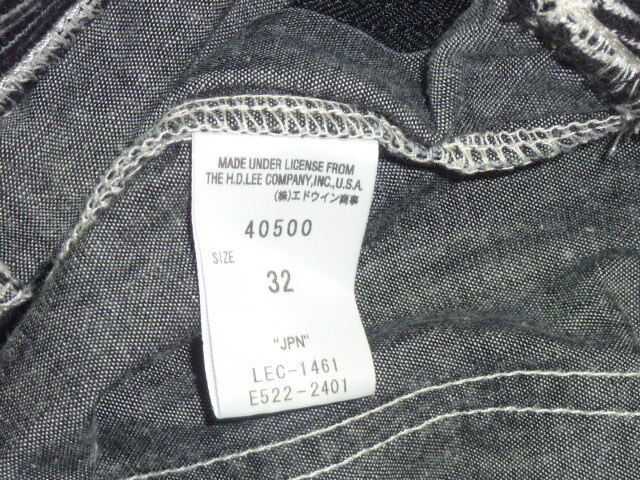 MADE UNDER LICENSE FROM
THE H.D.LEE COMPANY,INC.,U.S.A.
(株)エドウイン商事
40500
SIZE
32
"JPN"
LEC-1461
E522-2401